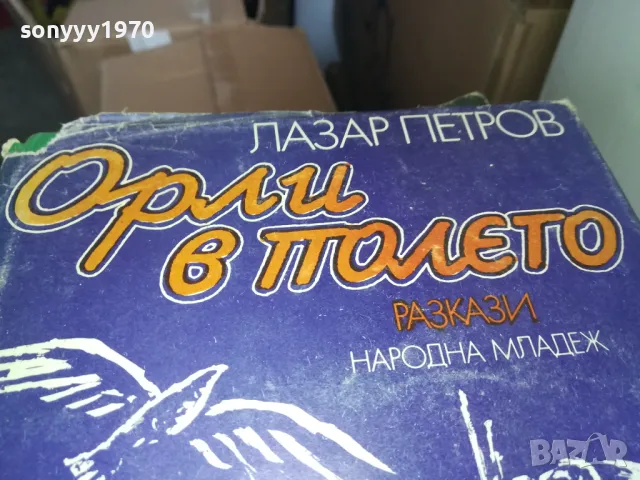 sonyyy1970
ЛАЗАР ПЕТРОВ
Орли
в полето
РАЗКАЗИ
НАРОДНА МЛАДЕЖ
BAZAR